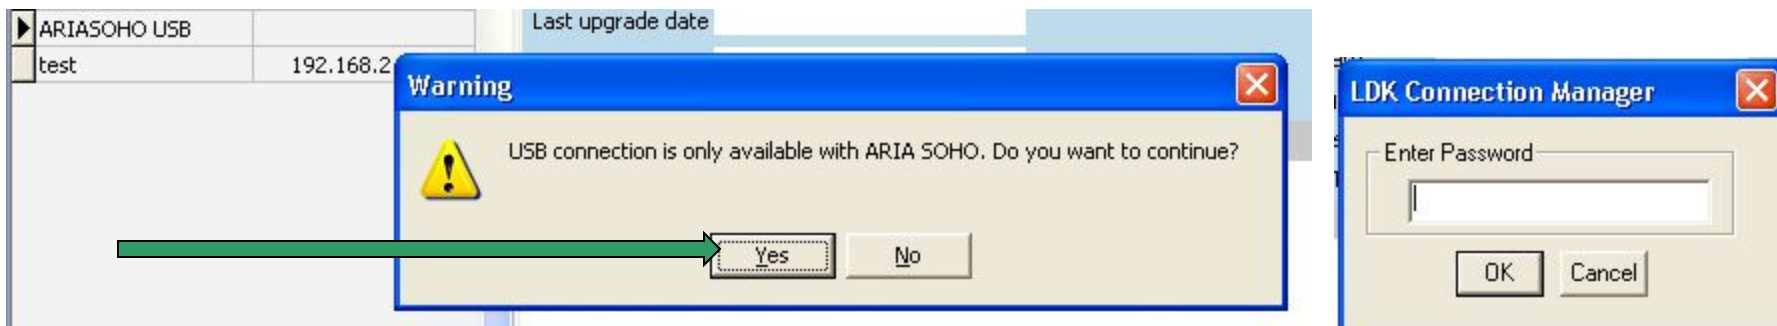 ARIASOHO USB
test 192.168.2
Last upgrade date
Warning
USB connection is only available with ARIA SOHO. Do you want to continue?
Yes No
LDK Connection Manager
Enter Password
OK Cancel